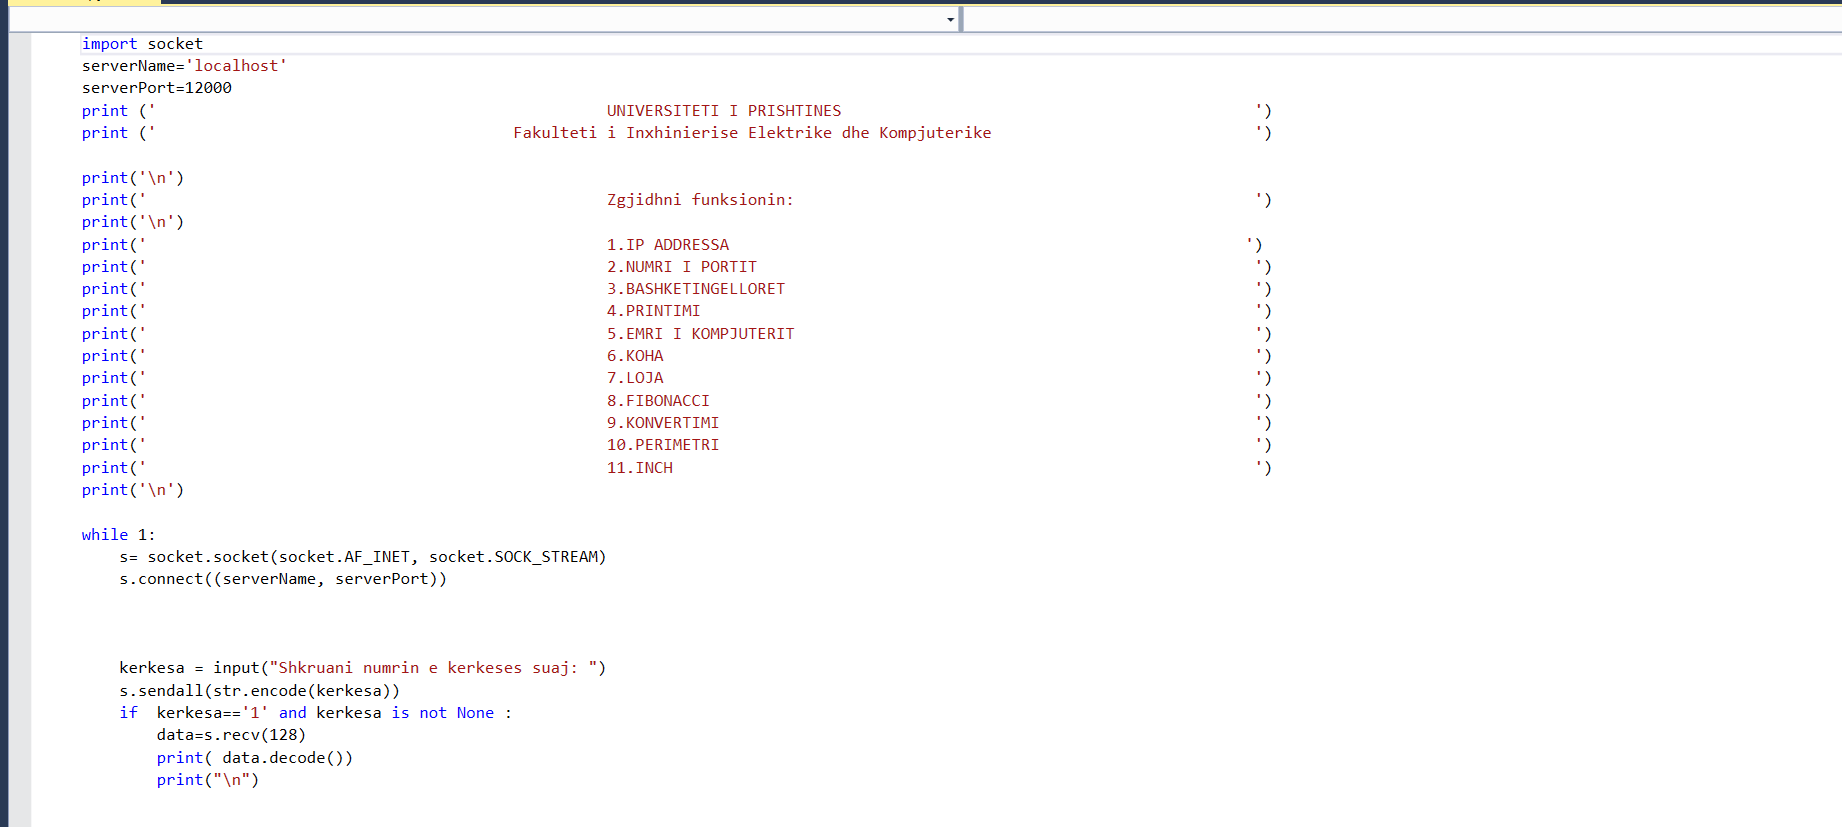 import socket
serverName='localhost'
serverPort=12000
print ('                                                UNIVERSITETI I PRISHTINES                                            ')
print ('                                      Fakulteti i Inxhinierise Elektrike dhe Kompjuterike                            ')

print('\n')
print('                                                 Zgjidhni funksionin:                                                 ')
print('\n')
print('                                                 1.IP ADDRESSA                                                       ')
print('                                                 2.NUMRI I PORTIT                                                     ')
print('                                                 3.BASHKETINGELLORET                                                  ')
print('                                                 4.PRINTIMI                                                           ')
print('                                                 5.EMRI I KOMPJUTERIT                                                 ')
print('                                                 6.KOHA                                                               ')
print('                                                 7.LOJA                                                               ')
print('                                                 8.FIBONACCI                                                          ')
print('                                                 9.KONVERTIMI                                                         ')
print('                                                 10.PERIMETRI                                                         ')
print('                                                 11.INCH                                                              ')
print('\n')

while 1:
    s= socket.socket(socket.AF_INET, socket.SOCK_STREAM)
    s.connect((serverName, serverPort))

    kerkesa = input("Shkruani numrin e kerkeses suaj: ")
    s.sendall(str.encode(kerkesa))
    if  kerkesa=='1' and kerkesa is not None :
        data=s.recv(128)
        print( data.decode())
        print("\n")